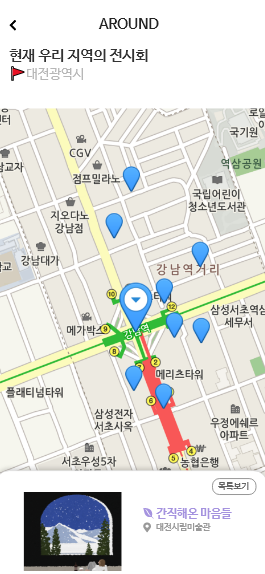 AROUND
현재 우리 지역의 전시회
대전광역시
국기원
CGV
역삼공원
점프밀라노
국립어린이
청소년도서관
지오다노
강남점
강남대가
강남역거리
10
9
12
메가박스
강남역
삼성서초역삼
세무서
8
2
메리츠타워
플래티넘타워
6
삼성전자
서초사옥
우정에쉐르
아파트
서초우성5차
5
4
농협은행
목록보기
간직해온 마음들
대전시립미술관